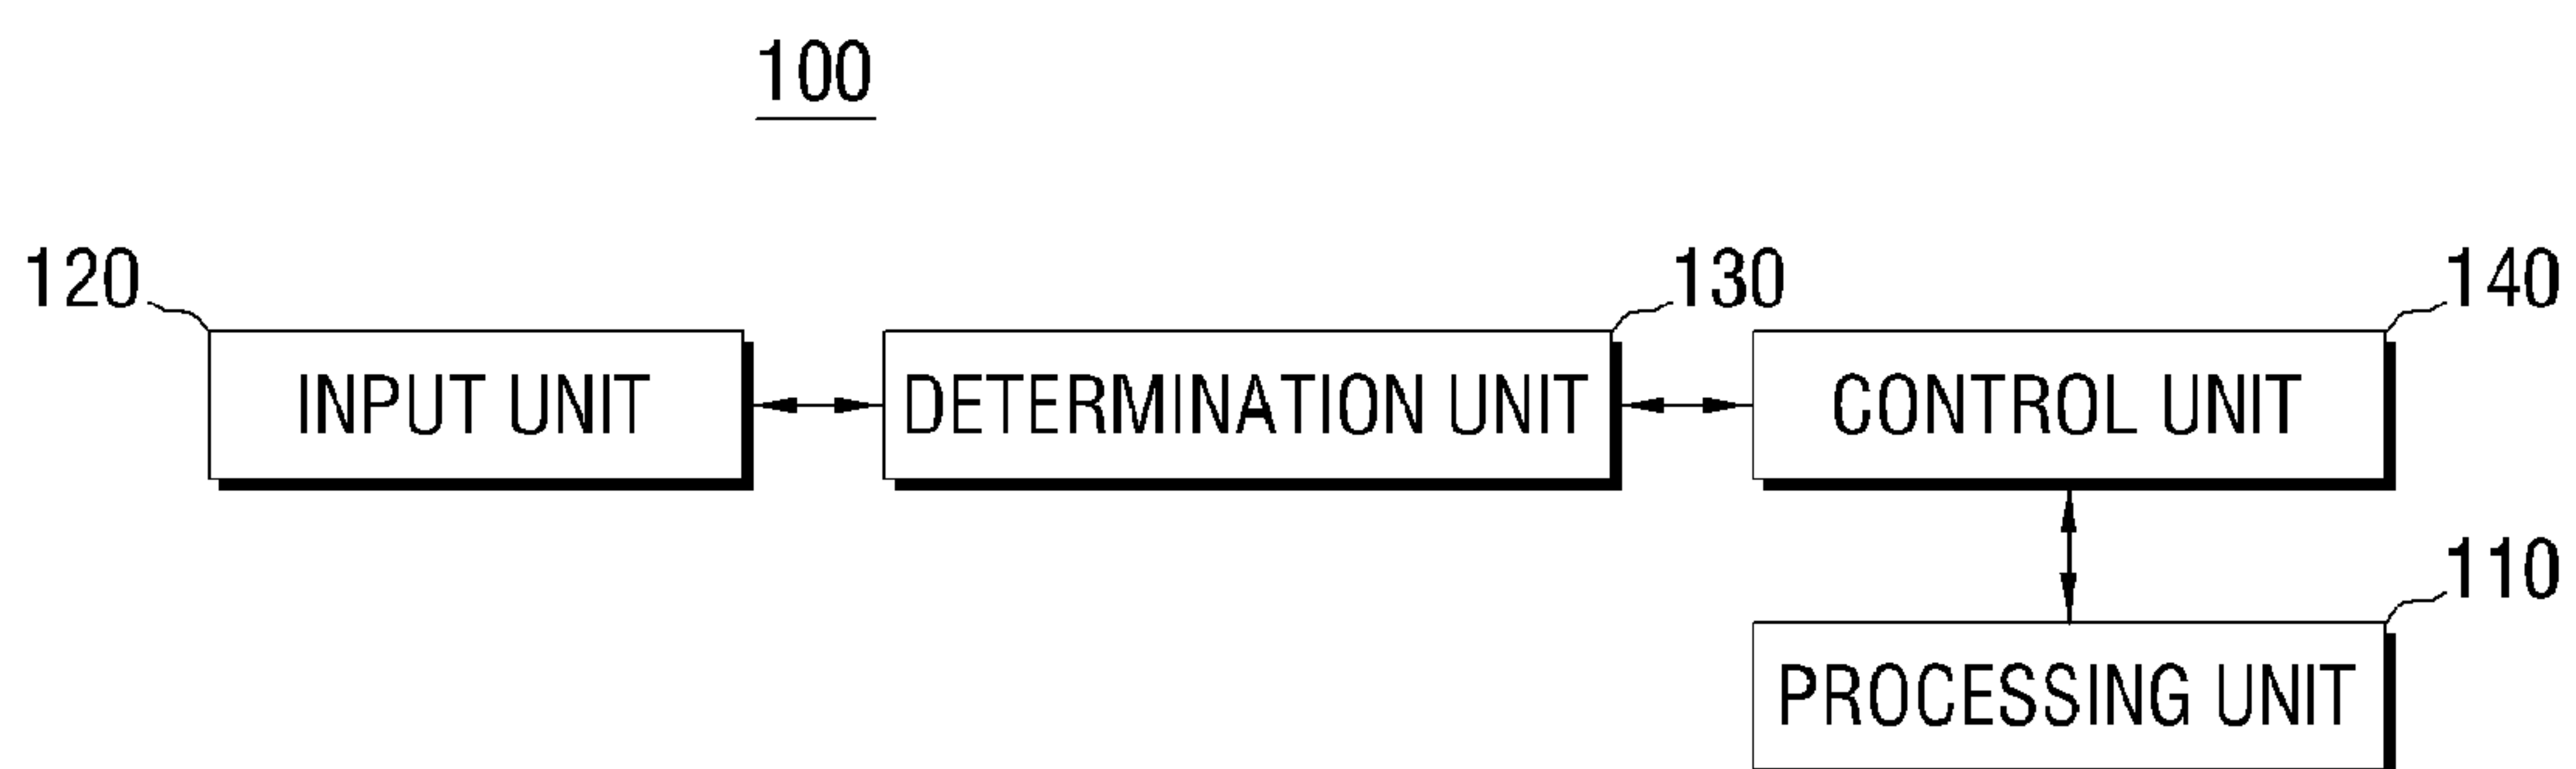 100
120
130
140
INPUT UNIT
DETERMINATION UNIT
CONTROL UNIT
110
PROCESSING UNIT